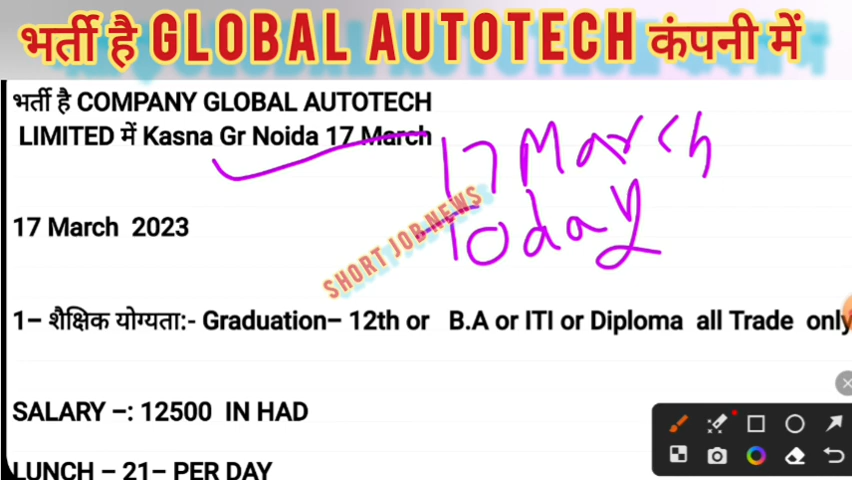 भर्ती है GLOBAL AUTOTECH कंपनी में
भर्ती है COMPANY GLOBAL AUTOTECH
LIMITED में Kasna Gr Noida 17 March
17 March
Today
SHORT JOB NEWS
17 March 2023
1– शैक्षिक योग्यता:- Graduation– 12th or B.A or ITI or Diploma all Trade only
SALARY –: 12500 IN HAD
LUNCH – 21– PER DAY